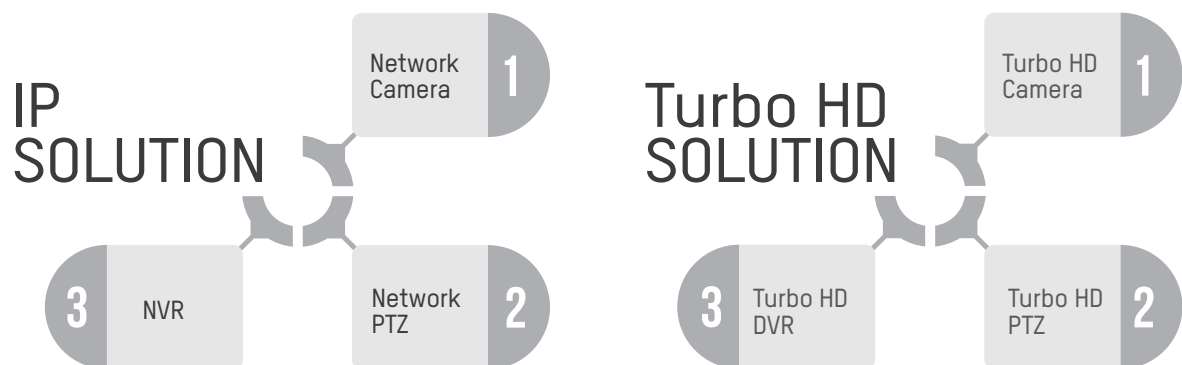 IP
SOLUTION
Network
Camera
1
Network
PTZ
2
3
NVR
Turbo HD
SOLUTION
Turbo HD
Camera
1
Turbo HD
PTZ
2
3
Turbo HD
DVR